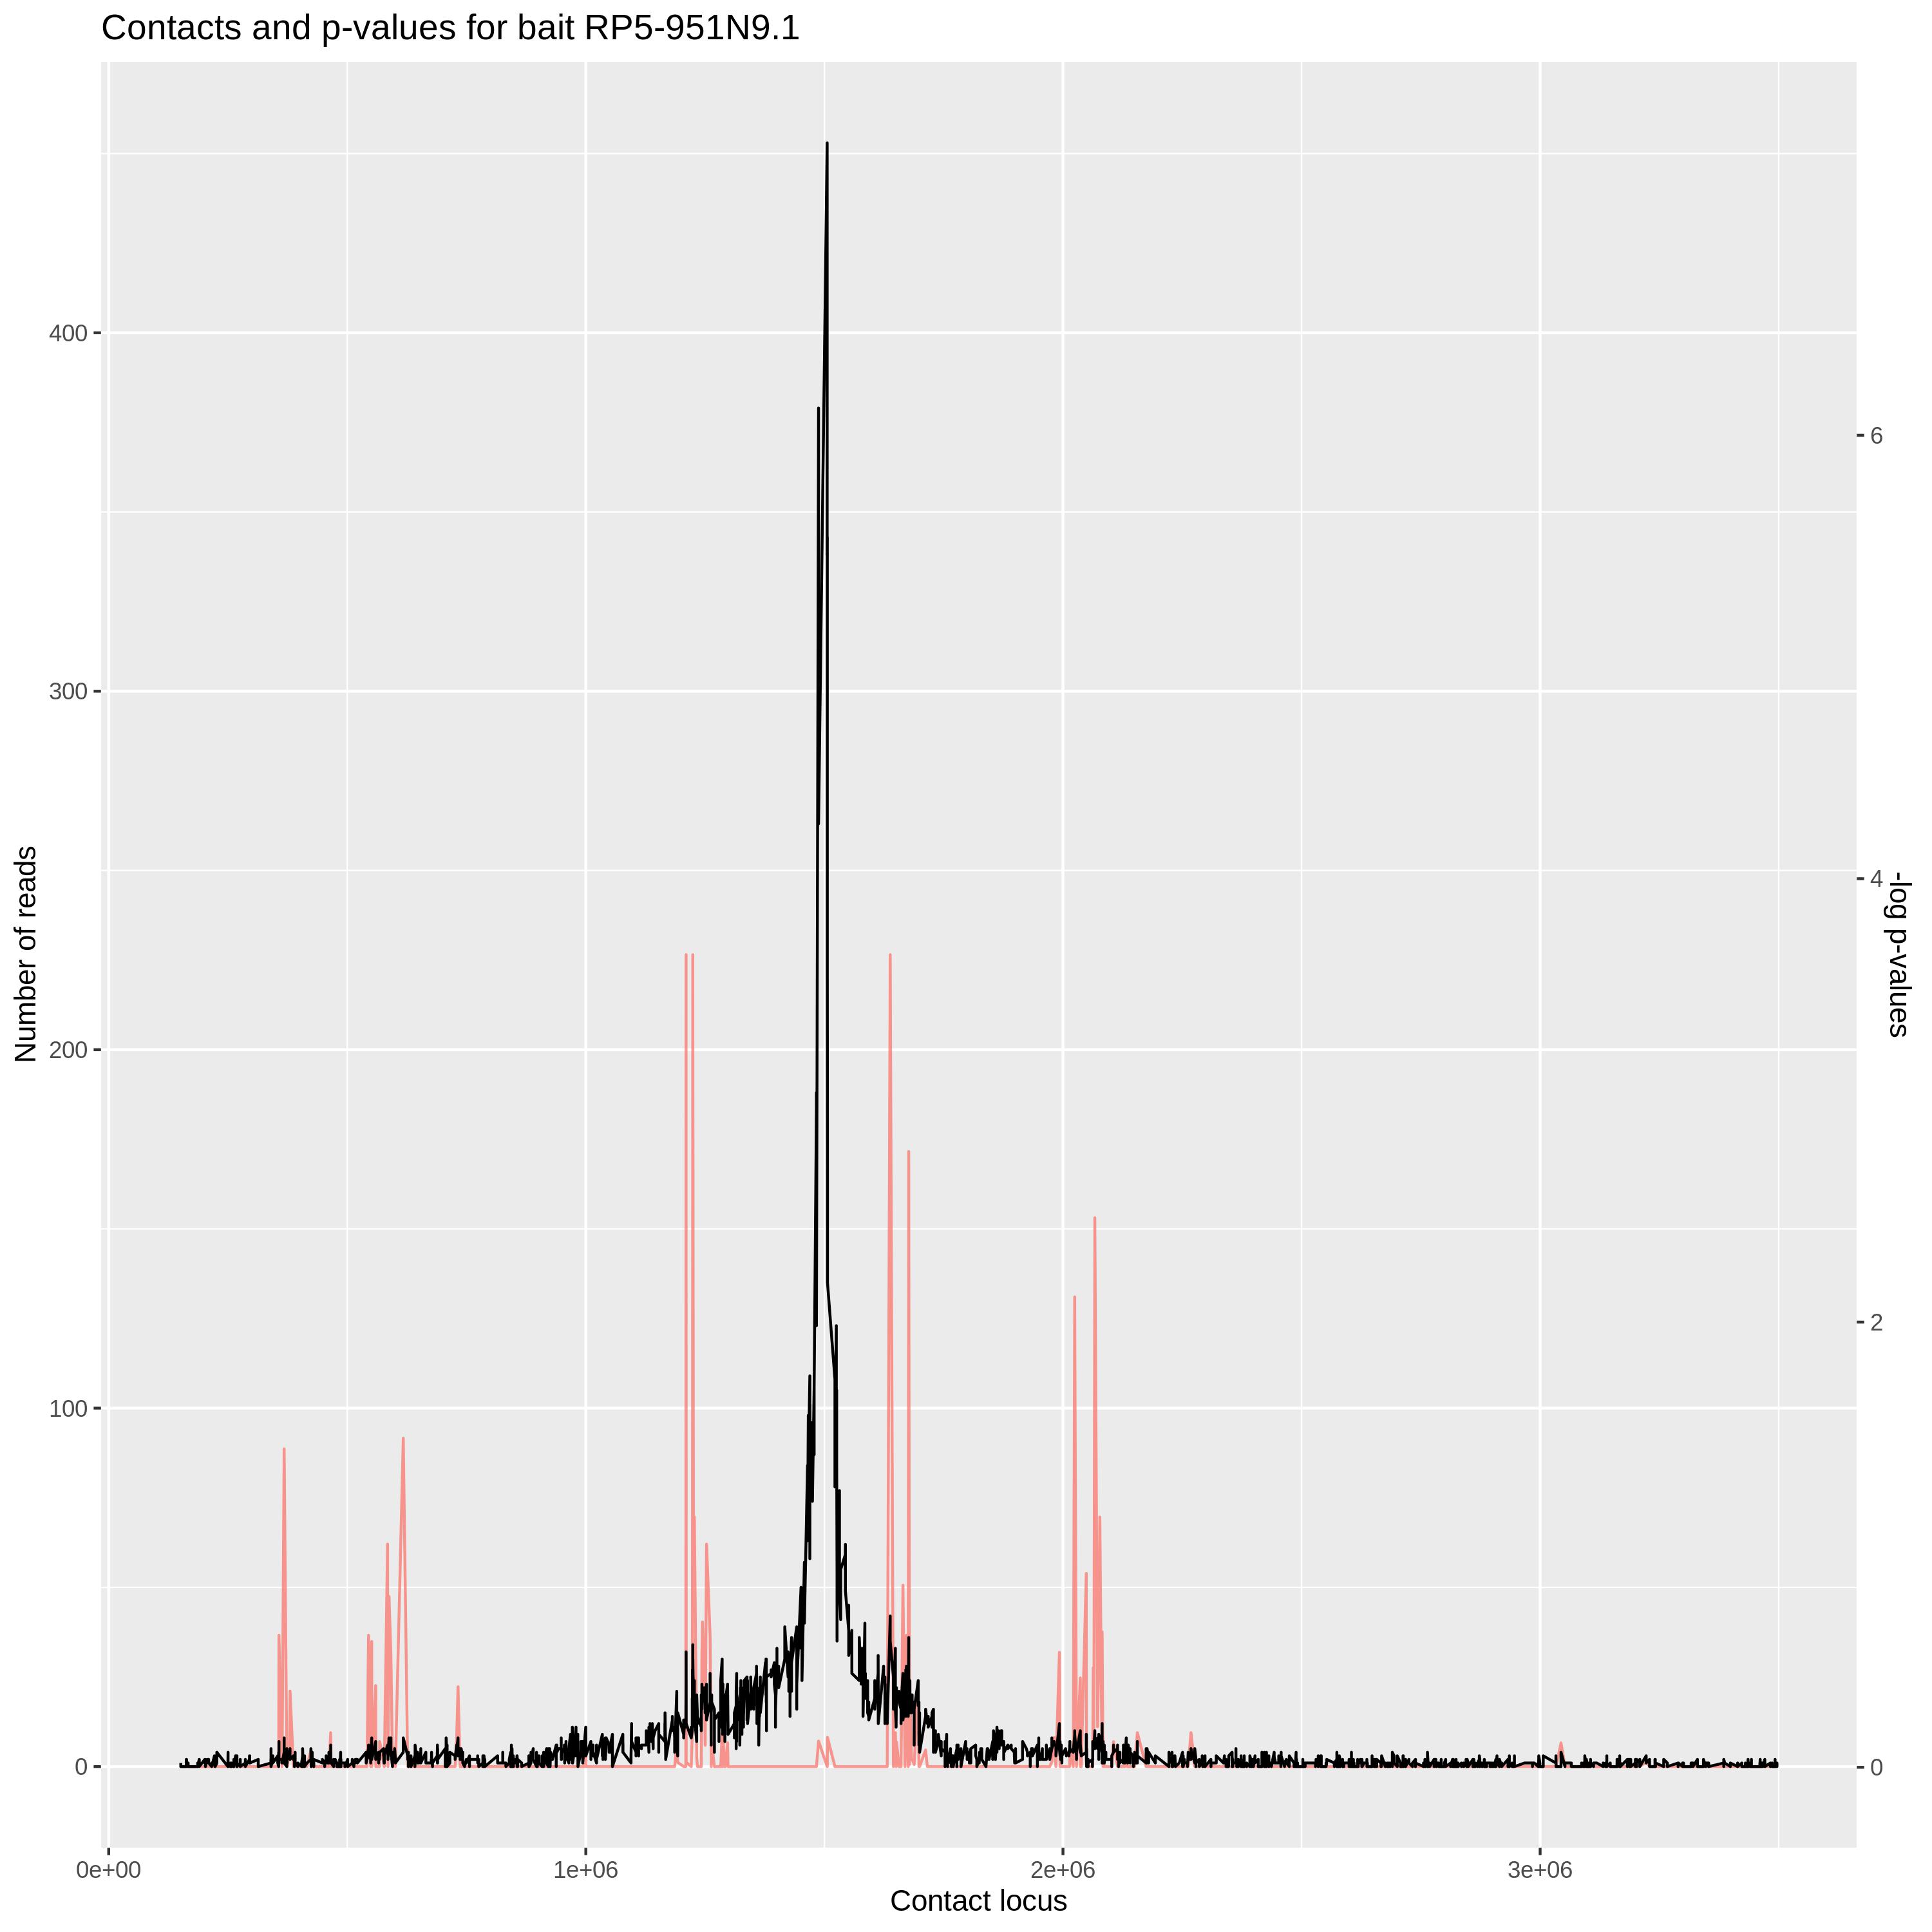 Contacts and p-values for bait RP5-951N9.1
400
300
200
100
0
Number of reads
6
4
2
0
-log p-values
0e+00 1e+06 2e+06 3e+06
Contact locus